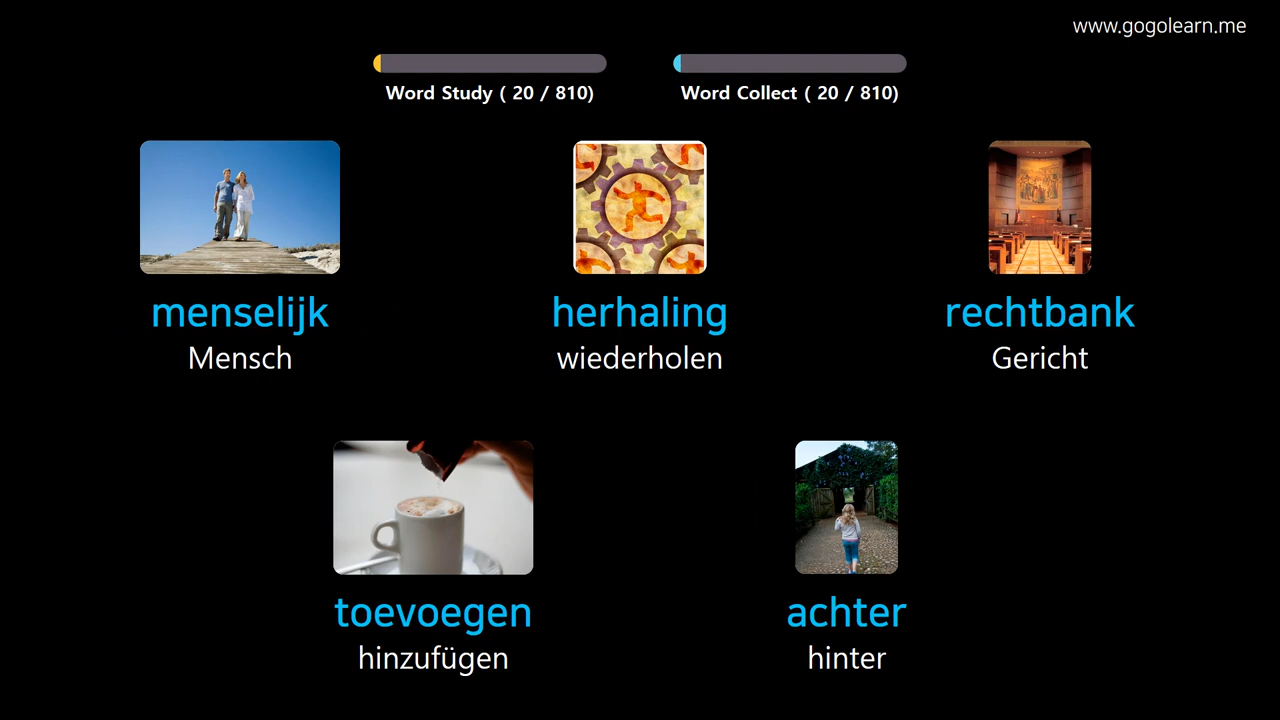 www.gogolearn.me
Word Study ( 20 / 810)
Word Collect ( 20 / 810)
menselijk
Mensch
herhaling
wiederholen
rechtbank
Gericht
toevoegen
hinzufügen
achter
hinter